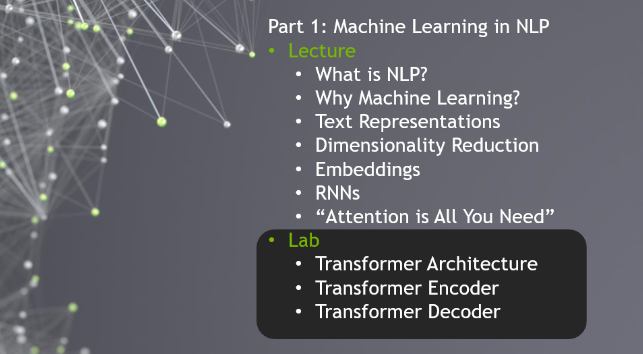 Part 1: Machine Learning in NLP
• Lecture
• What is NLP?
• Why Machine Learning?
• Text Representations
• Dimensionality Reduction
• Embeddings
• RNNs
• “Attention is All You Need”
• Lab
• Transformer Architecture
• Transformer Encoder
• Transformer Decoder